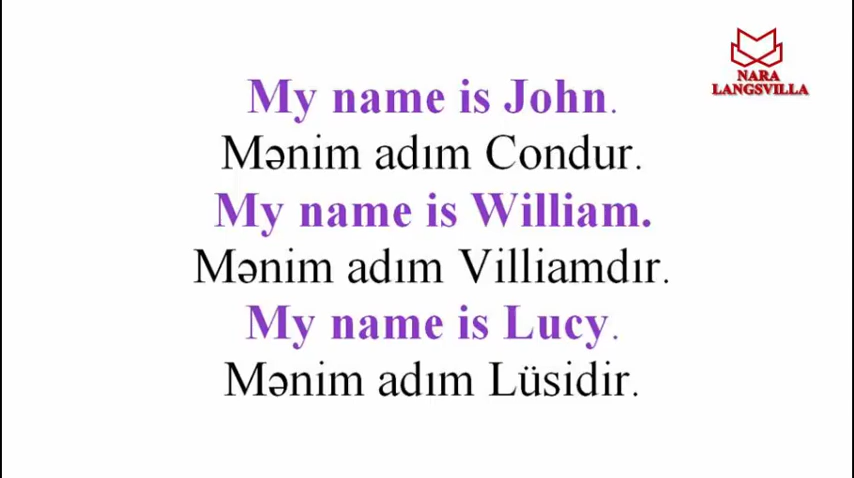 NARA
LANGSVILLA
My name is John.
Mənim adım Condur.
My name is William.
Mənim adım Villiamdır.
My name is Lucy.
Mənim adım Lüsidir.